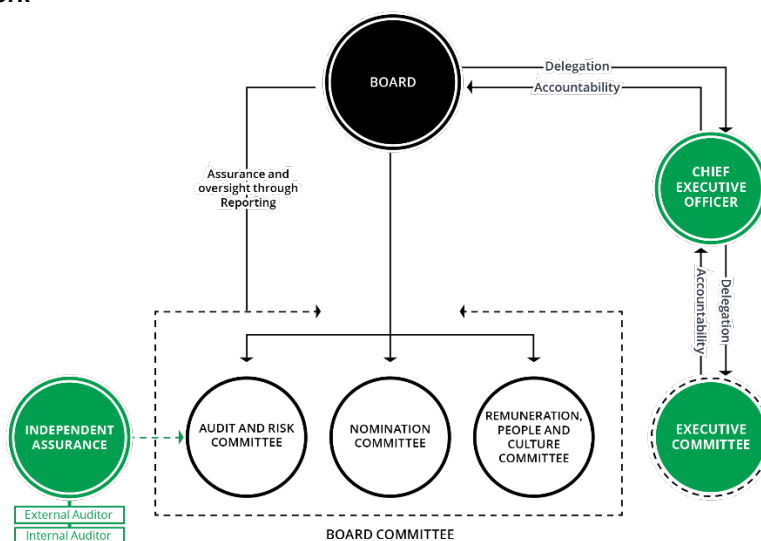 BOARD
Delegation
Accountability
Assurance and
oversight through
Reporting
CHIEF
EXECUTIVE
OFFICER
Accountability
Delegation
INDEPENDENT
ASSURANCE
AUDIT AND RISK
COMMITTEE
NOMINATION
COMMITTEE
REMUNERATION,
PEOPLE AND
CULTURE
COMMITTEE
EXECUTIVE
COMMITTEE
External Auditor
Internal Auditor
BOARD COMMITTEE